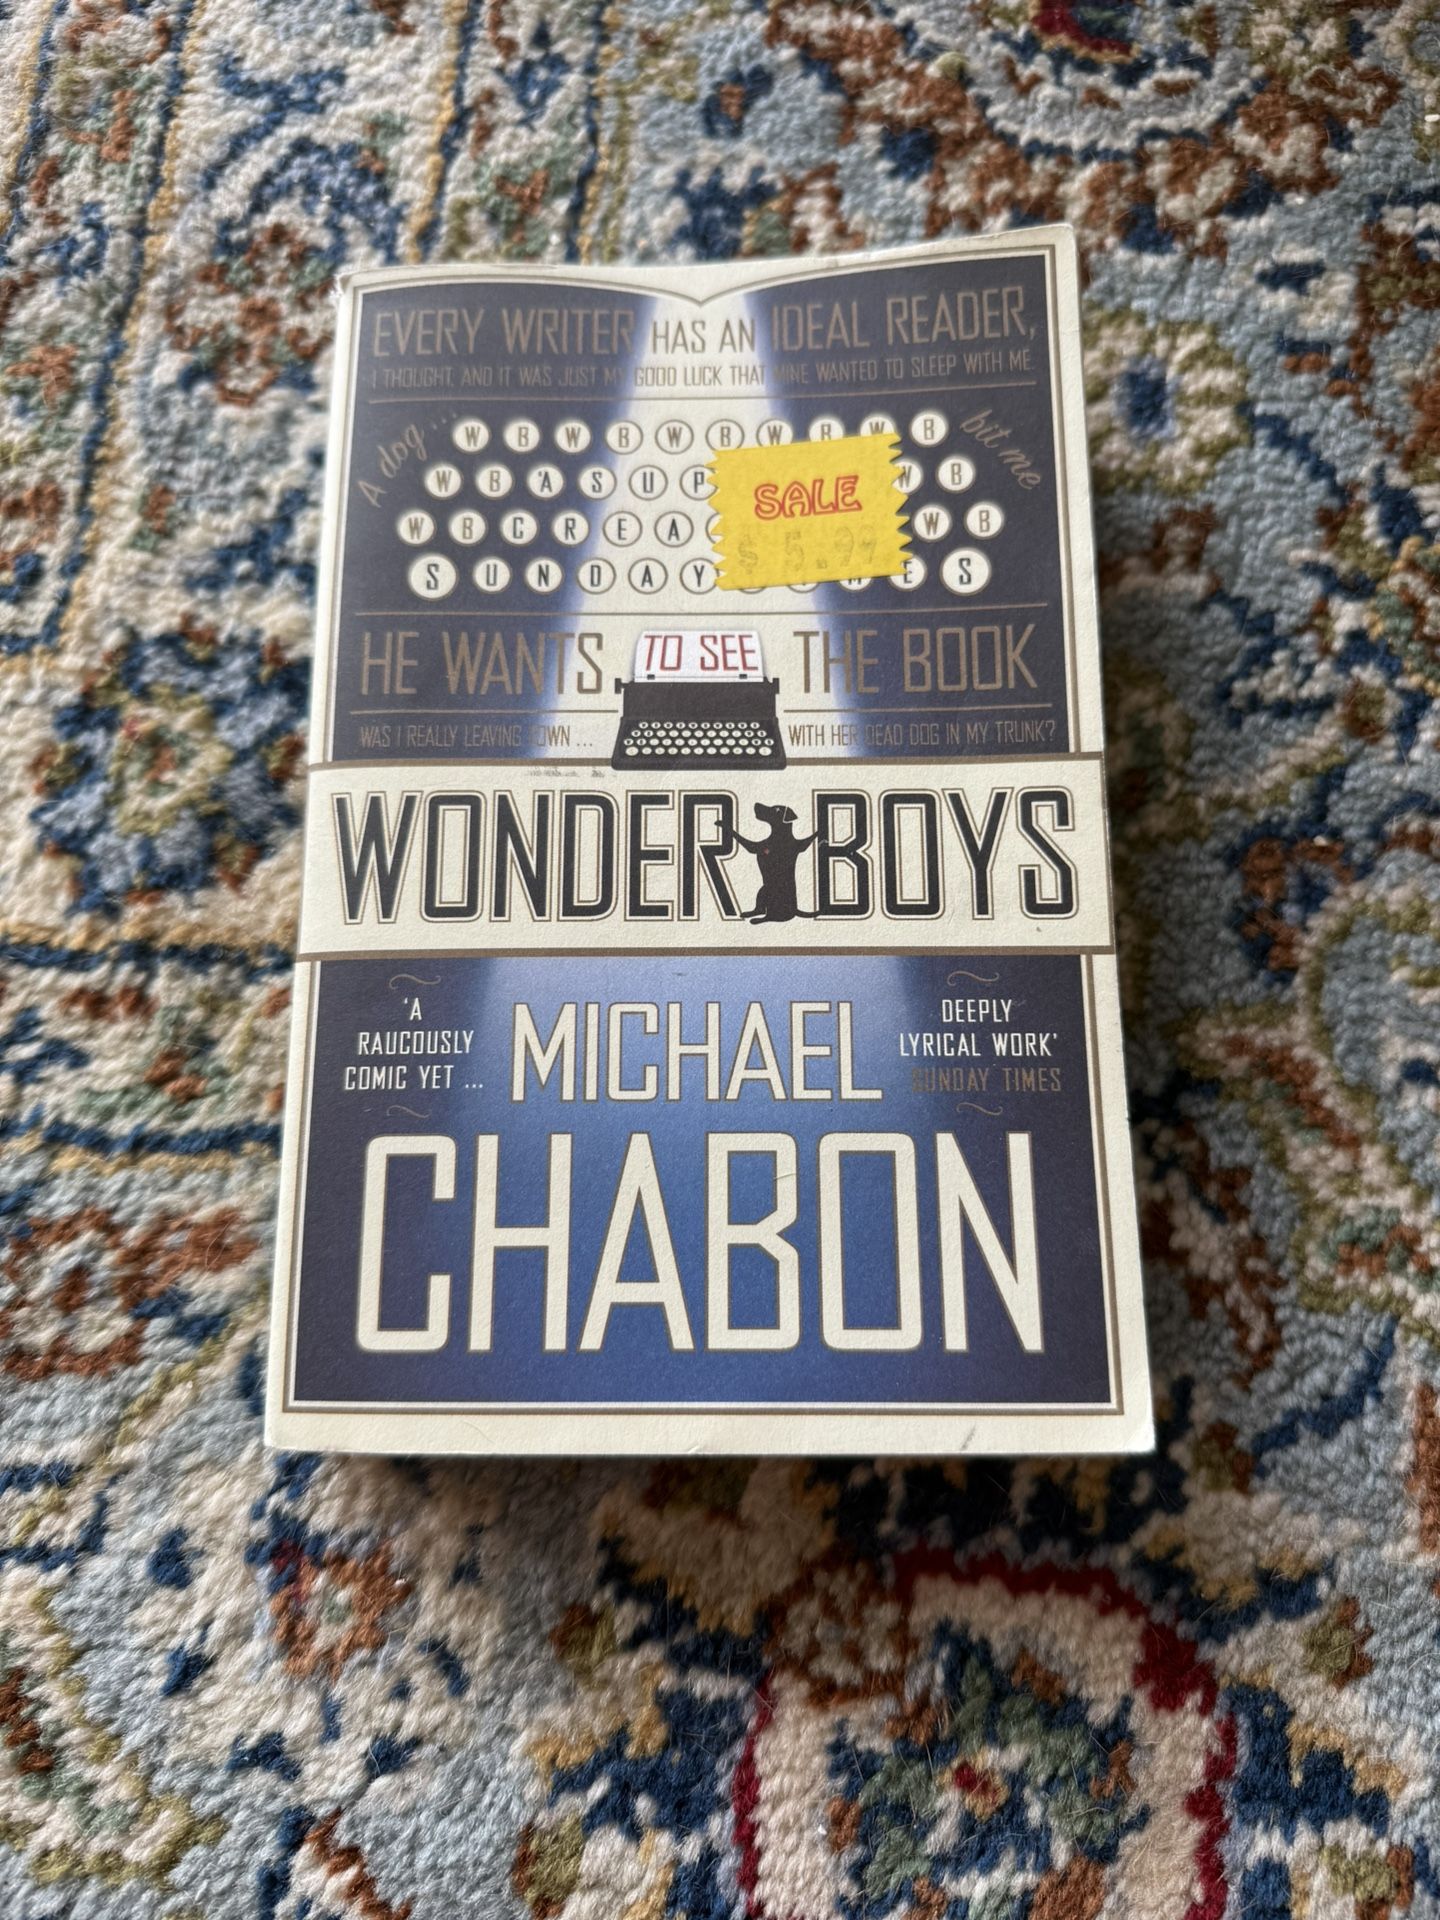 EVERY WRITER HAS AN IDEAL READER,
I THOUGHT, AND IT WAS JUST MY GOOD LUCK THAT MINE WANTED TO SLEEP WITH ME.
A dog... bit me
W B W B W B W B W B
W B 'A S U P W B
W B C R E A W B
S U N D A Y M E S
SALE
$ 5.99
HE WANTS TO SEE THE BOOK
WAS I REALLY LEAVING TOWN ... WITH HER DEAD DOG IN MY TRUNK?
WONDER BOYS
'A RAUCOUSLY COMIC YET ...
DEEPLY LYRICAL WORK'
SUNDAY TIMES
MICHAEL
CHABON